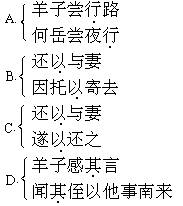 A. 羊子尝行路
何岳尝夜行
B. 还以与妻
因托以寄去
C. 还以与妻
遂以还之
D. 羊子感其言
闻其侄以他事南来